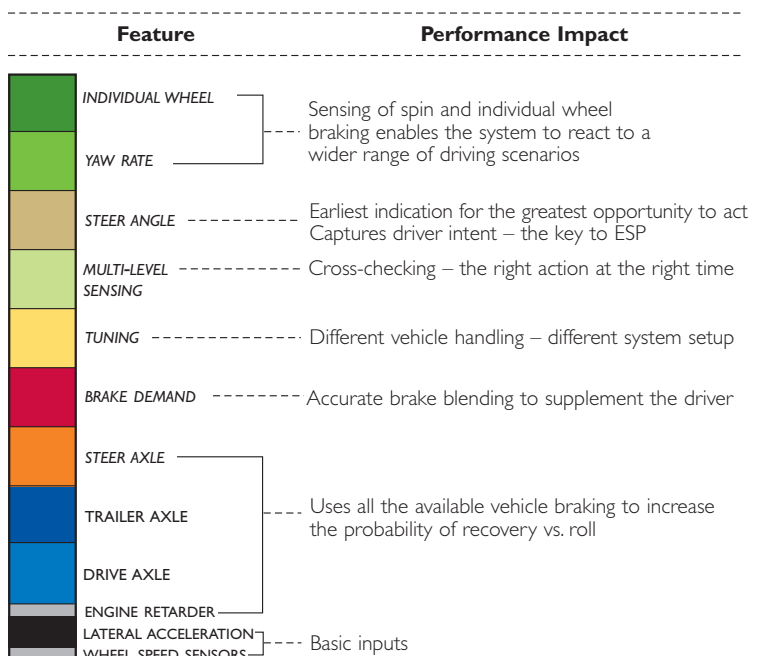 Feature Performance Impact
INDIVIDUAL WHEEL
YAW RATE
Sensing of spin and individual wheel
braking enables the system to react to a
wider range of driving scenarios
STEER ANGLE
Earliest indication for the greatest opportunity to act
Captures driver intent – the key to ESP
MULTI-LEVEL
SENSING
Cross-checking – the right action at the right time
TUNING
Different vehicle handling – different system setup
BRAKE DEMAND
Accurate brake blending to supplement the driver
STEER AXLE
TRAILER AXLE
DRIVE AXLE
ENGINE RETARDER
Uses all the available vehicle braking to increase
the probability of recovery vs. roll
LATERAL ACCELERATION
WHEEL SPEED SENSORS
Basic inputs